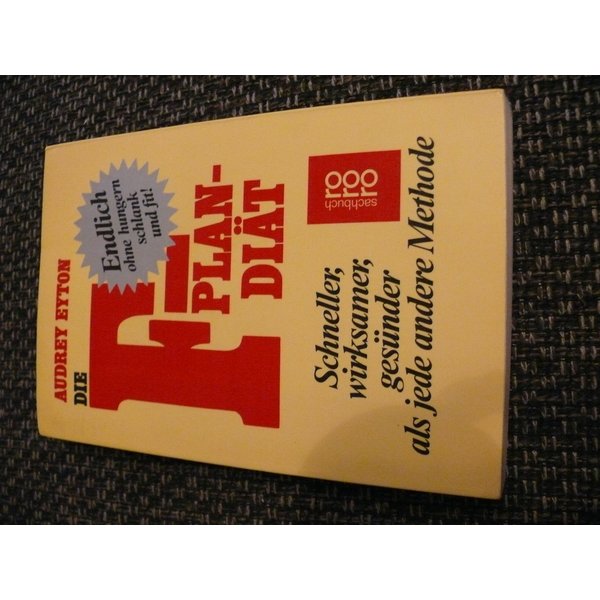 AUDREY EYTON
DIE
F
PLAN-
DIÄT
Endlich
ohne hungern
schlank
und fit!
Schneller,
wirksamer,
gesünder
als jede andere Methode
rororo
sachbuch